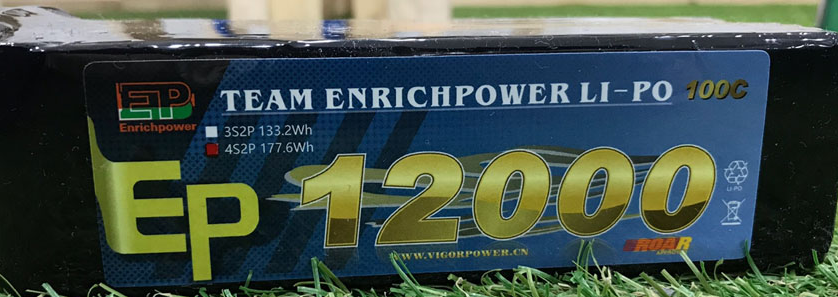 EP
Enrichpower
TEAM ENRICHPOWER LI-PO 100C
3S2P 133.2Wh
4S2P 177.6Wh
EP 12000
LI-PO
WWW.VIGORPOWER.CN
ROAR